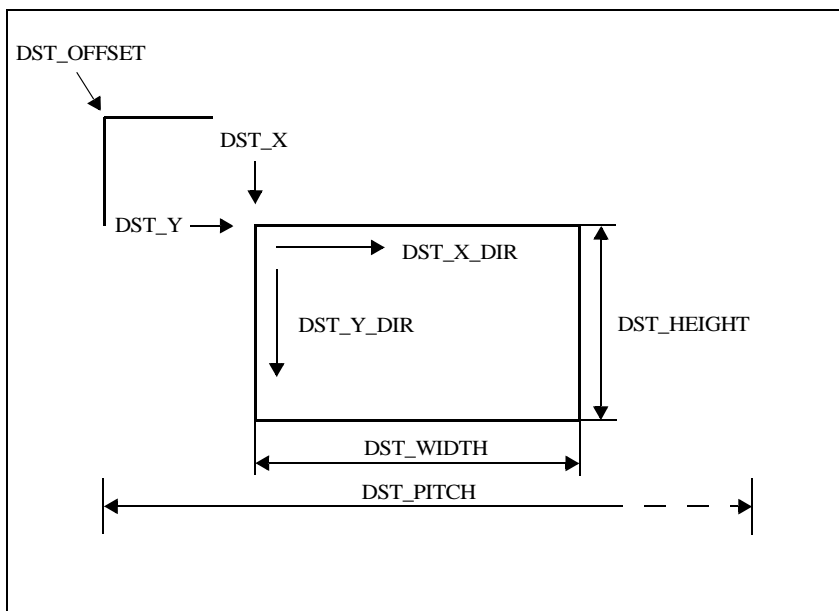 DST_OFFSET
DST_X
DST_Y
DST_X_DIR
DST_Y_DIR
DST_HEIGHT
DST_WIDTH
DST_PITCH